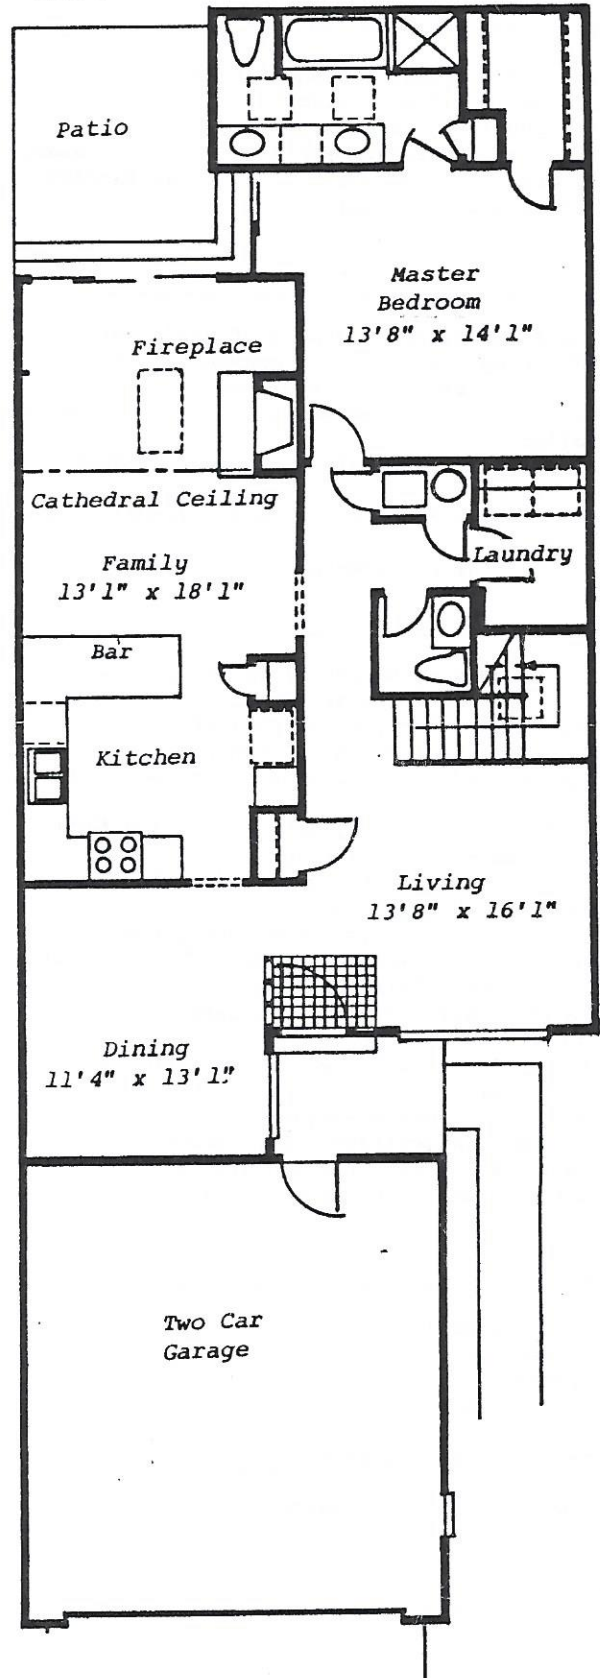 Patio
Master
Bedroom
13'8" x 14'1"
Fireplace
Cathedral Ceiling
Family
13'1" x 18'1"
Laundry
Bar
Kitchen
Living
13'8" x 16'1"
Dining
11'4" x 13'1"
Two Car
Garage